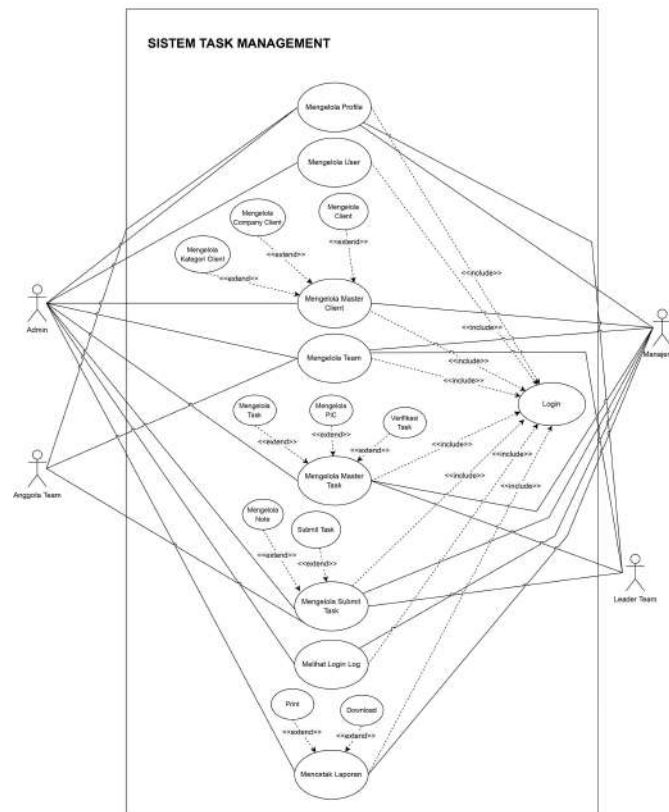 SISTEM TASK MANAGEMENT
Mengelola Profile
Mengelola User
Mengelola
Company Client
Mengelola
Client
Mengelola
Kategori Client
<<extend>>
<<extend>>
<<extend>>
<<include>>
Mengelola Master
Client
<<include>>
Admin
Manajer
<<include>>
Mengelola Team
<<include>>
Login
Mengelola
Task
Mengelola
PIC
Verifikasi
Task
<<extend>>
<<extend>>
<<extend>>
<<include>>
Mengelola Master
Task
<<include>>
Anggota Team
Mengelola
Note
Submit Task
<<include>>
<<extend>>
<<extend>>
<<include>>
Mengelola Submit
Task
Leader Team
Melihat Login Log
Print
Download
<<extend>>
<<extend>>
Mencetak Laporan